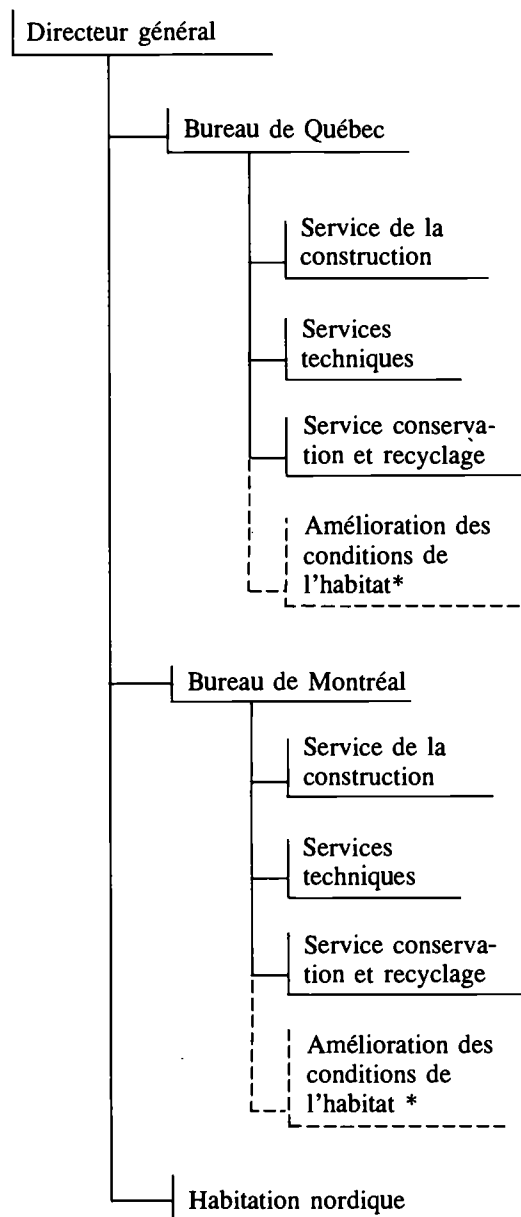 Directeur général
Bureau de Québec
Service de la
construction
Services
techniques
Service conserva-
tion et recyclage
Amélioration des
conditions de
l'habitat*
Bureau de Montréal
Service de la
construction
Services
techniques
Service conserva-
tion et recyclage
Amélioration des
conditions de
l'habitat *
Habitation nordique